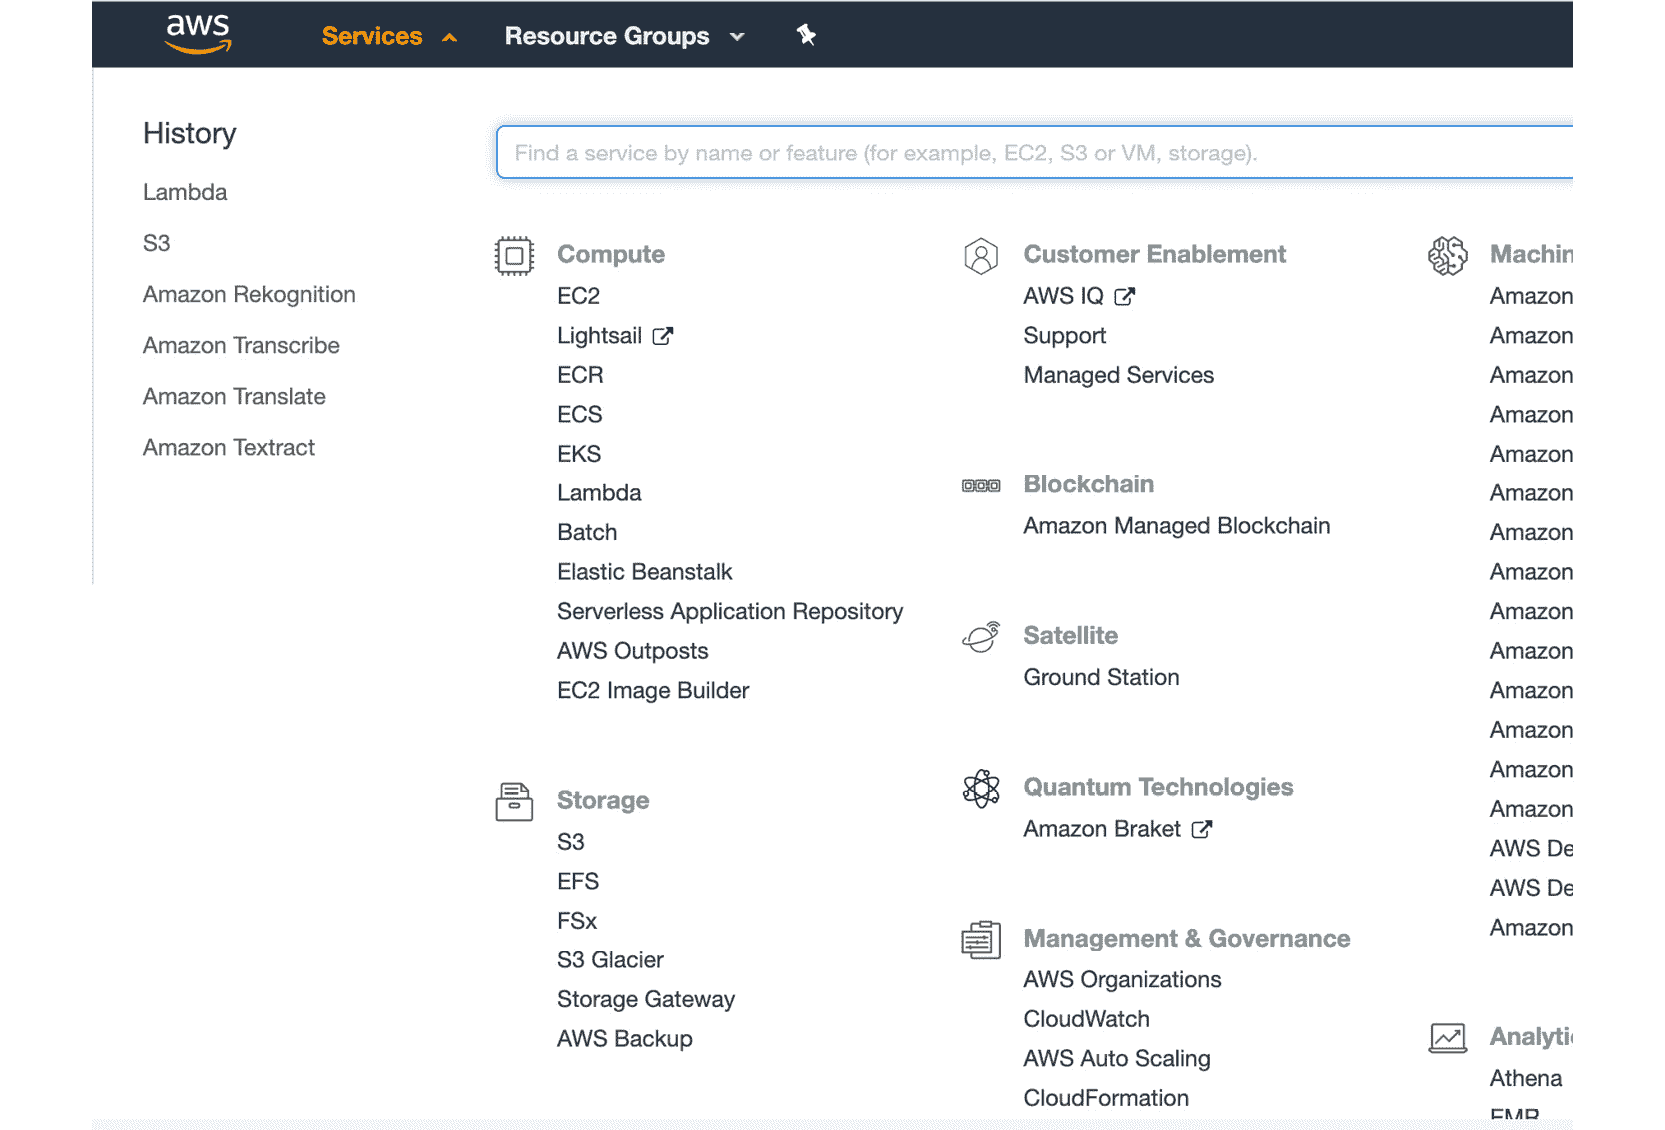 aws
Services
Resource Groups
History
Lambda
S3
Amazon Rekognition
Amazon Transcribe
Amazon Translate
Amazon Textract
Find a service by name or feature (for example, EC2, S3 or VM, storage).
Compute
EC2
Lightsail
ECR
ECS
EKS
Lambda
Batch
Elastic Beanstalk
Serverless Application Repository
AWS Outposts
EC2 Image Builder
Storage
S3
EFS
FSx
S3 Glacier
Storage Gateway
AWS Backup
Customer Enablement
AWS IQ
Support
Managed Services
Blockchain
Amazon Managed Blockchain
Satellite
Ground Station
Quantum Technologies
Amazon Braket
Management & Governance
AWS Organizations
CloudWatch
AWS Auto Scaling
CloudFormation
Machin
Amazon
Amazon
Amazon
Amazon
Amazon
Amazon
Amazon
Amazon
Amazon
Amazon
Amazon
Amazon
Amazon
Amazon
AWS De
AWS De
Amazon
Analyti
Athena
EMR